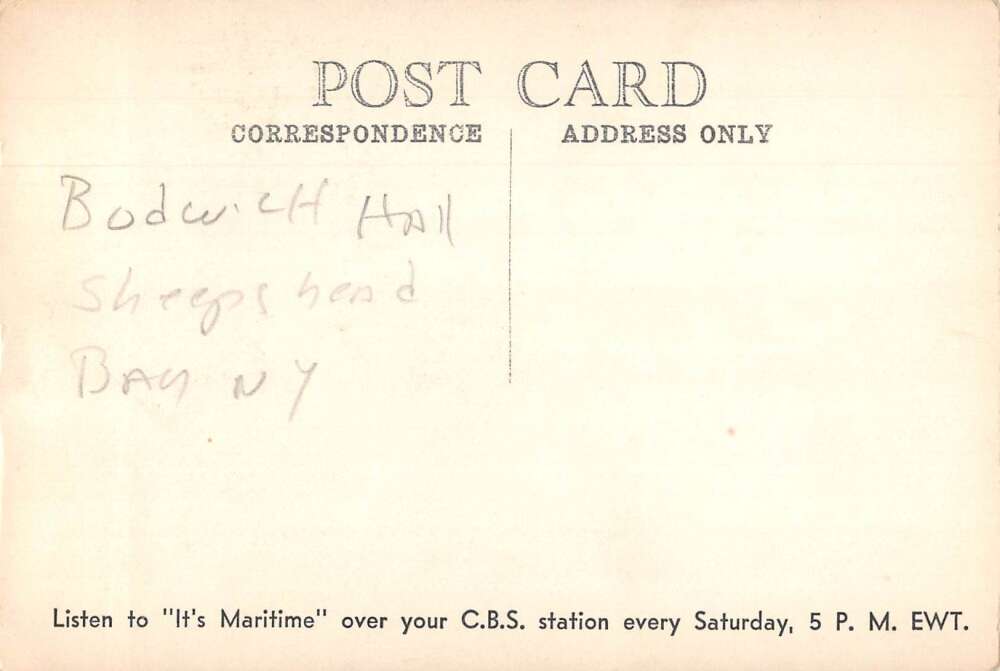 POST CARD
CORRESPONDENCE ADDRESS ONLY
Bodwich Hall
Sheepshead
Bay NY
Listen to "It's Maritime" over your C.B.S. station every Saturday, 5 P. M. EWT.